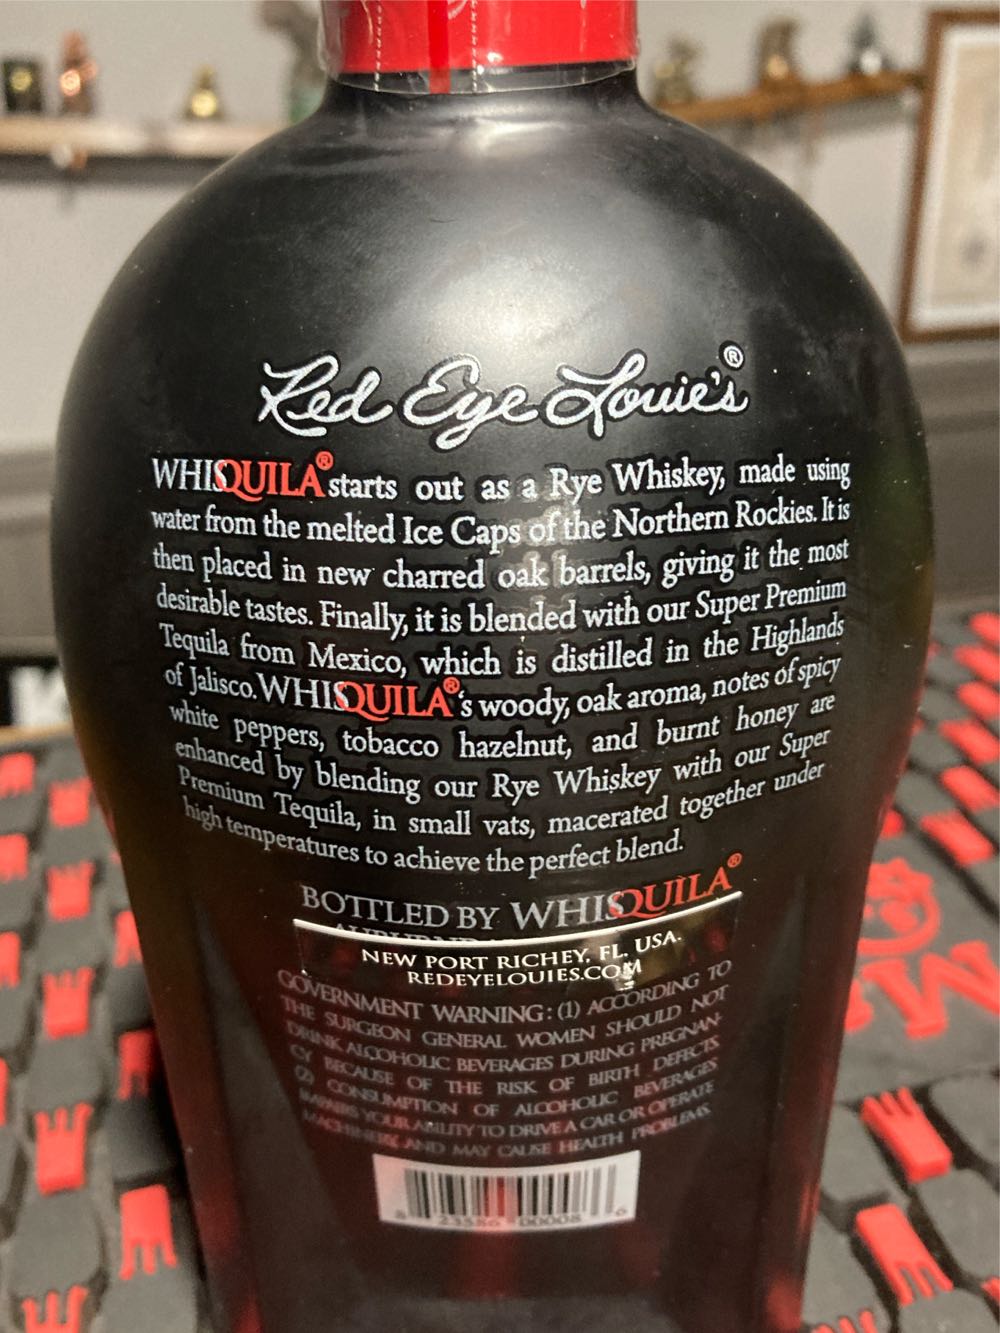 Red Eye Louie's®
WHISQUILA® starts out as a Rye Whiskey, made using
water from the melted Ice Caps of the Northern Rockies. It is
then placed in new charred oak barrels, giving it the most
desirable tastes. Finally, it is blended with our Super Premium
Tequila from Mexico, which is distilled in the Highlands
of Jalisco. WHISQUILA®'s woody, oak aroma, notes of spicy
white peppers, tobacco hazelnut, and burnt honey are
enhanced by blending our Rye Whiskey with our Super
Premium Tequila, in small vats, macerated together under
high temperatures to achieve the perfect blend.
BOTTLED BY WHISQUILA®
NEW PORT RICHEY, FL, USA.
REDEYELOUIES.COM
GOVERNMENT WARNING: (1) ACCORDING TO
THE SURGEON GENERAL WOMEN SHOULD NOT
DRINK ALCOHOLIC BEVERAGES DURING PREGNAN-
CY BECAUSE OF THE RISK OF BIRTH DEFECTS.
(2) CONSUMPTION OF ALCOHOLIC BEVERAGES
IMPAIRS YOUR ABILITY TO DRIVE A CAR OR OPERATE
MACHINERY, AND MAY CAUSE HEALTH PROBLEMS.
8 23586 00008 6